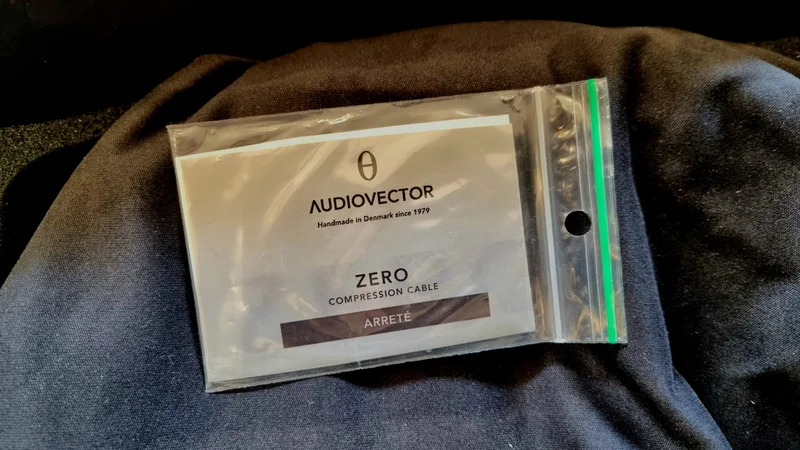 AUDIOVECTOR
Handmade in Denmark since 1979
ZERO
COMPRESSION CABLE
ARRETÉ